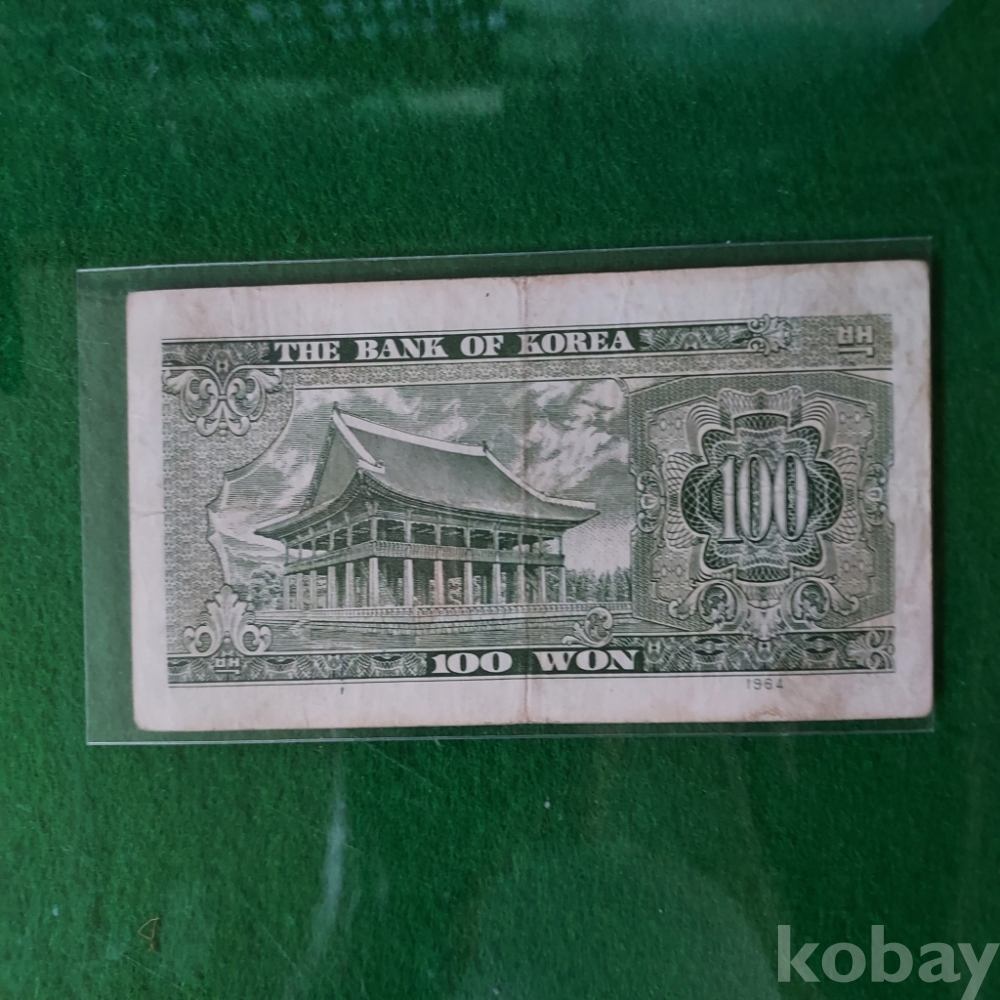 THE BANK OF KOREA
백
100
백
100 WON
1964
kobay